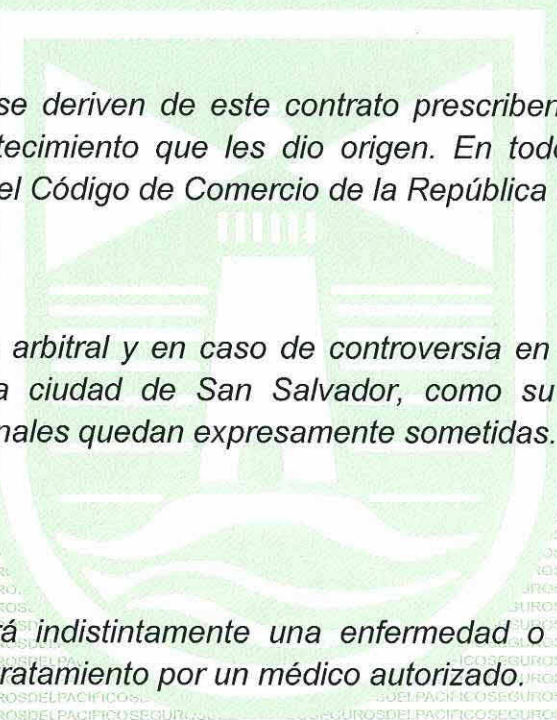 se deriven de este contrato prescriben
tecimiento que les dio origen. En todo
el Código de Comercio de la República
arbitral y en caso de controversia en
a ciudad de San Salvador, como su
nales quedan expresamente sometidas.
rá indistintamente una enfermedad o
ratamiento por un médico autorizado.